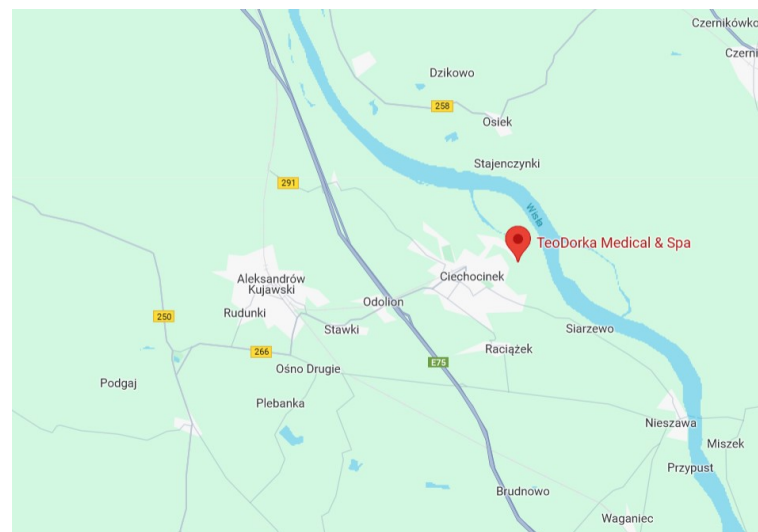 Czernikówko
Czerni
Dzikowo
258
Osiek
Stajenczynki
291
Wisła
TeoDorka Medical & Spa
Aleksandrów
Kujawski
Ciechocinek
Odolion
Rudunki
250
Stawki
Siarzewo
266
Raciążek
E75
Ośno Drugie
Podgaj
Plebanka
Nieszawa
Miszek
Przypust
Brudnowo
Waganiec